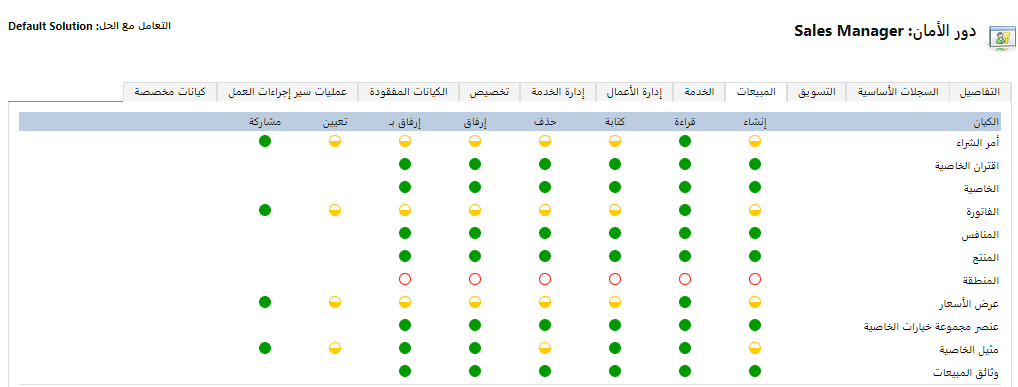 دور الأمان: Sales Manager
التعامل مع الحل: Default Solution
التفاصيل السجلات الأساسية التسويق المبيعات الخدمة إدارة الأعمال إدارة الخدمة تخصيص الكيانات المفقودة عمليات سير إجراءات العمل كيانات مخصصة
الكيان إنشاء قراءة كتابة حذف إرفاق إرفاق بـ تعيين مشاركة
أمر الشراء
اقتران الخاصية
الخاصية
الفاتورة
المنافس
المنتج
المنطقة
عرض الأسعار
عنصر مجموعة خيارات الخاصية
مثيل الخاصية
وثائق المبيعات